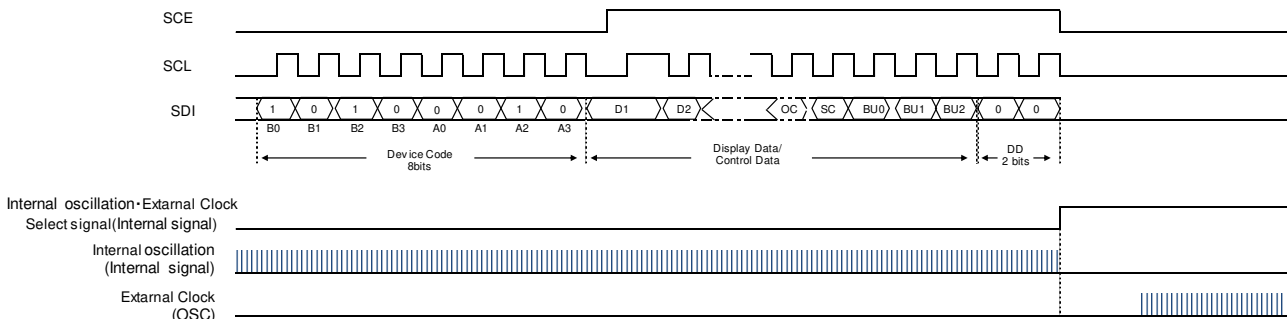 SCE
SCL
SDI
1 0 1 0 0 0 1 0 D1 D2 OC SC BU0 BU1 BU2 0 0
B0 B1 B2 B3 A0 A1 A2 A3
Device Code
8bits
Display Data/
Control Data
DD
2 bits
Internal oscillation･Extarnal Clock
Select signal(Internal signal)
Internal oscillation
(Internal signal)
Extarnal Clock
(OSC)